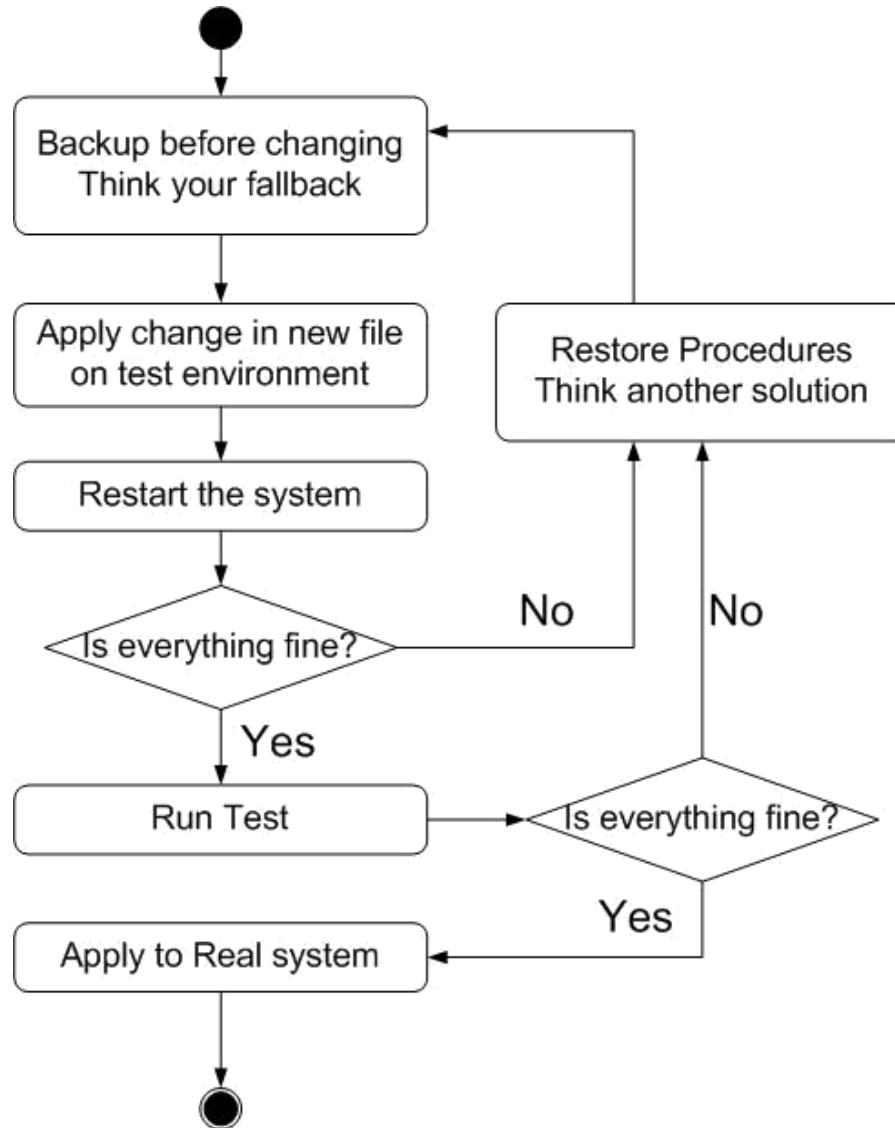 Backup before changing
Think your fallback
Apply change in new file
on test environment
Restore Procedures
Think another solution
Restart the system
Is everything fine?
No
No
Yes
Run Test
Is everything fine?
Yes
Apply to Real system